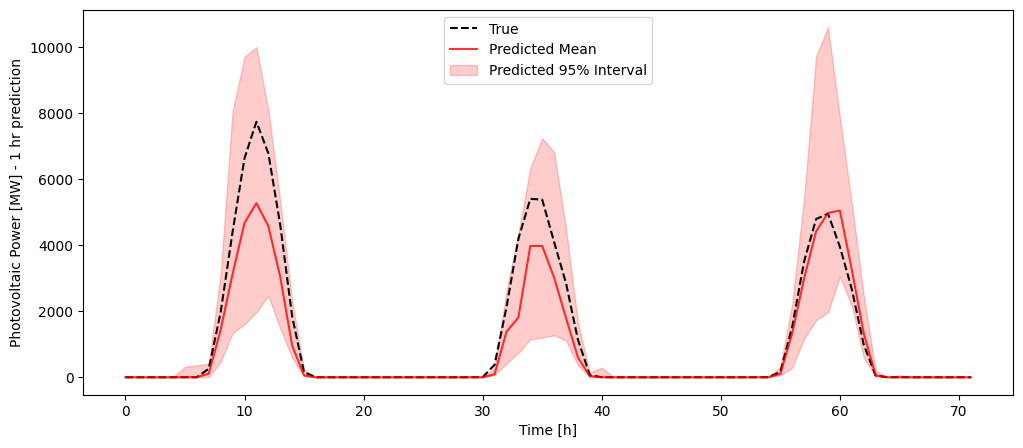 True
Predicted Mean
Predicted 95% Interval
Photovoltaic Power [MW] - 1 hr prediction
10000
8000
6000
4000
2000
0
0 10 20 30 40 50 60 70
Time [h]